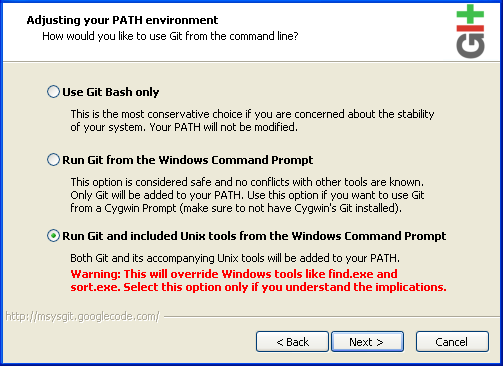 Adjusting your PATH environment
How would you like to use Git from the command line?
Git
Use Git Bash only
This is the most conservative choice if you are concerned about the stability
of your system. Your PATH will not be modified.
Run Git from the Windows Command Prompt
This option is considered safe and no conflicts with other tools are known.
Only Git will be added to your PATH. Use this option if you want to use Git
from a Cygwin Prompt (make sure to not have Cygwin's Git installed).
Run Git and included Unix tools from the Windows Command Prompt
Both Git and its accompanying Unix tools will be added to your PATH.
Warning: This will override Windows tools like find.exe and
sort.exe. Select this option only if you understand the implications.
http://msysgit.googlecode.com/
< Back
Next >
Cancel